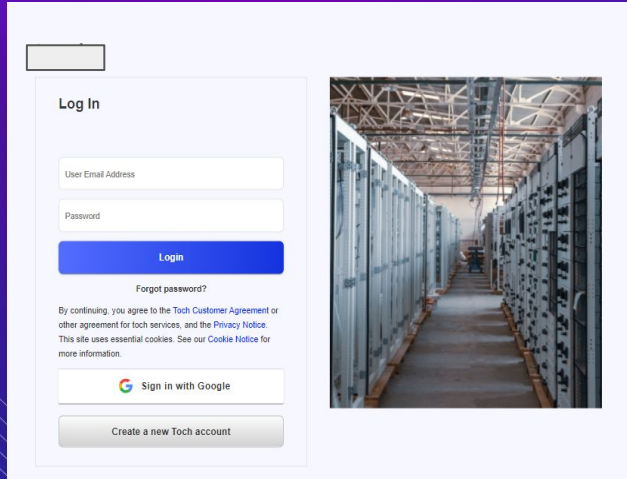 Log In
User Email Address
Password
Login
Forgot password?
By continuing, you agree to the Toch Customer Agreement or
other agreement for toch services, and the Privacy Notice.
This site uses essential cookies. See our Cookie Notice for
more information.
Sign in with Google
Create a new Toch account